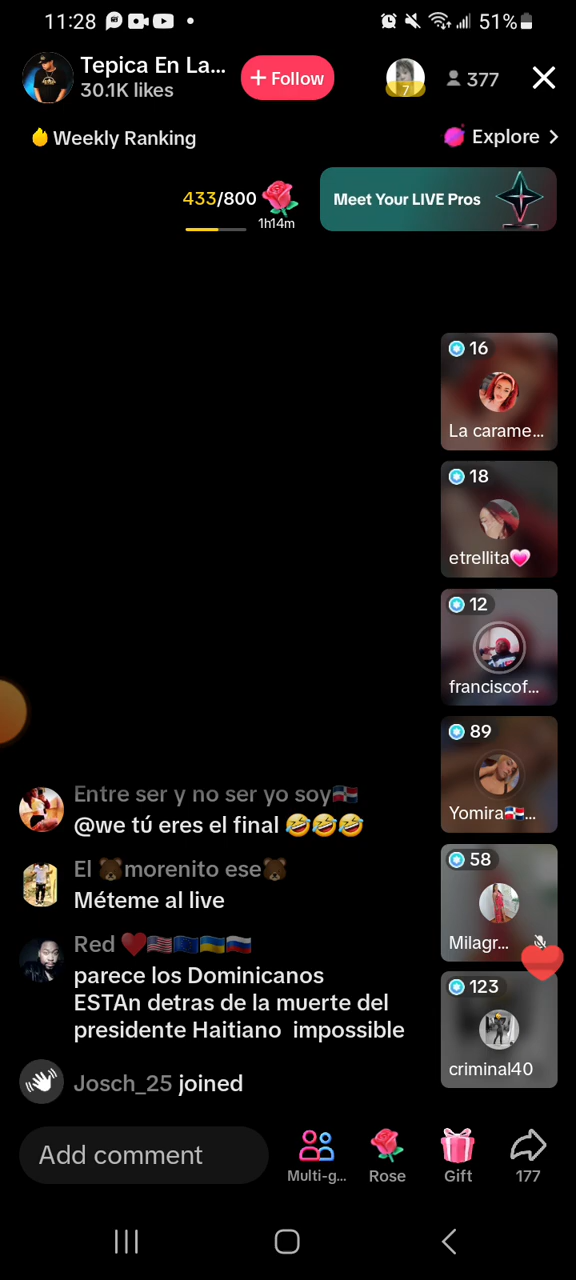 11:28
51%
Tepica En La...
30.1K likes
+ Follow
7
377
Weekly Ranking
Explore
433/800
1h14m
Meet Your LIVE Pros
16
La carame...
18
etrellita💗
12
franciscof...
89
Yomira🇩🇴...
58
Milagr...
123
criminal40
Entre ser y no ser yo soy🇩🇴
@we tú eres el final 🤣🤣🤣
El 🐻morenito ese🐻
Méteme al live
Red ❤️🇺🇸🇪🇺🇺🇦🇷🇺
parece los Dominicanos
ESTAn detras de la muerte del
presidente Haitiano impossible
Josch_25 joined
Add comment
Multi-g...
Rose
Gift
177